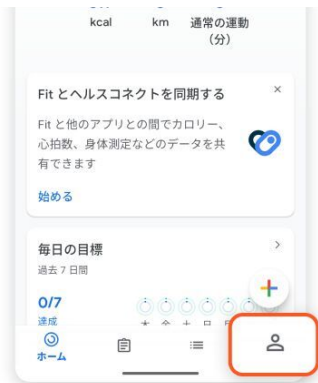 kcal km 通常の運動
（分）
Fit とヘルスコネクトを同期する
Fit と他のアプリとの間でカロリー、
心拍数、身体測定などのデータを共
有できます
始める
毎日の目標
過去 7 日間
0/7
達成
ホーム